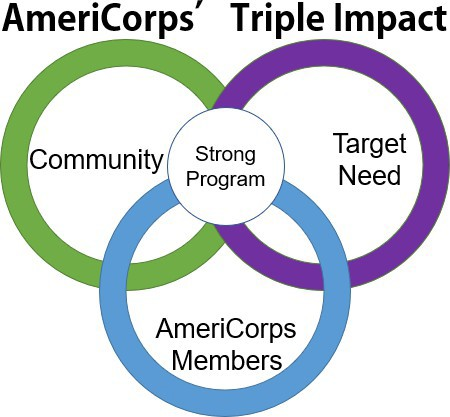 AmeriCorps’ Triple Impact
Community
Strong
Program
Target
Need
AmeriCorps
Members